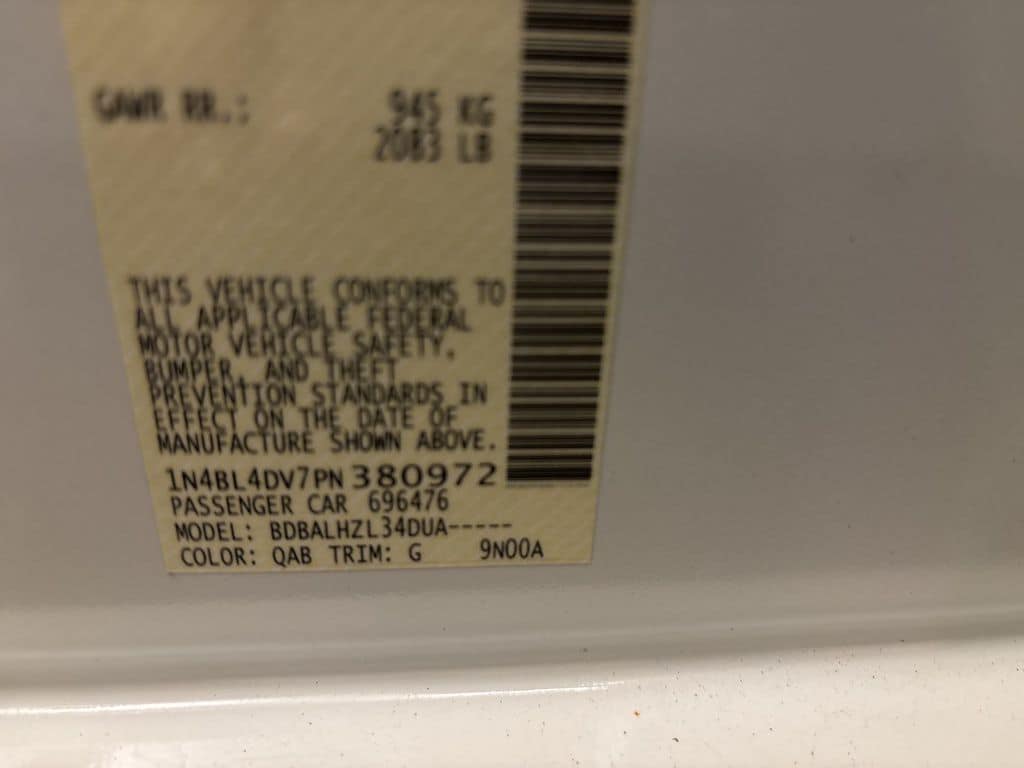 GAWR RR.: 945 KG
2083 LB
THIS VEHICLE CONFORMS TO
ALL APPLICABLE FEDERAL
MOTOR VEHICLE SAFETY,
BUMPER, AND THEFT
PREVENTION STANDARDS IN
EFFECT ON THE DATE OF
MANUFACTURE SHOWN ABOVE.
1N4BL4DV7PN380972
PASSENGER CAR 696476
MODEL: BDBALHZL34DUA-----
COLOR: QAB TRIM: G 9N00A